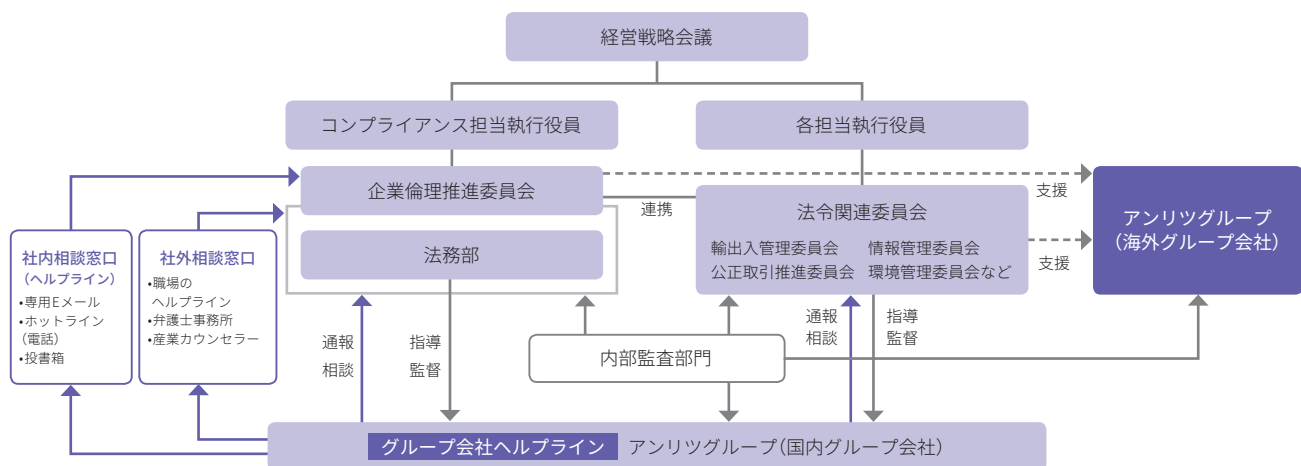 経営戦略会議
コンプライアンス担当執行役員
各担当執行役員
企業倫理推進委員会
連携
支援
法務部
法令関連委員会
輸出入管理委員会 情報管理委員会
公正取引推進委員会 環境管理委員会など
支援
アンリツグループ
（海外グループ会社）
社内相談窓口
（ヘルプライン）
•専用Eメール
•ホットライン
（電話）
•投書箱
社外相談窓口
•職場の
ヘルプライン
•弁護士事務所
•産業カウンセラー
通報
相談
指導
監督
内部監査部門
通報
相談
指導
監督
グループ会社ヘルプライン アンリツグループ（国内グループ会社）